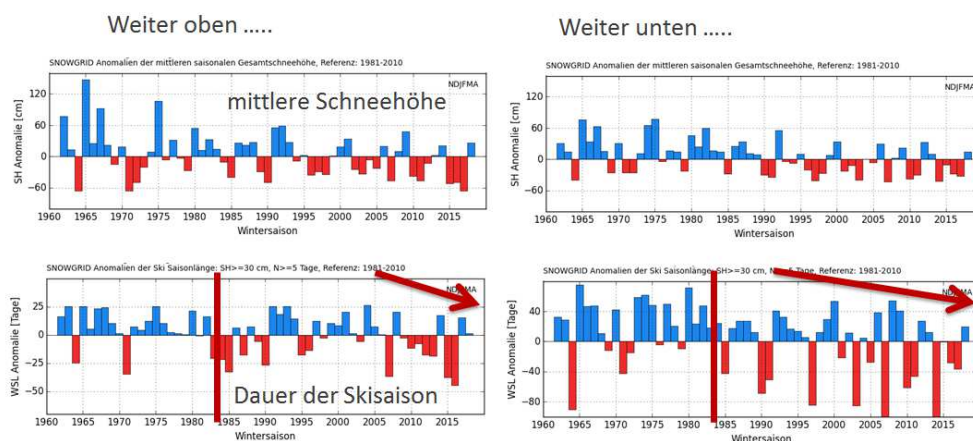 Weiter oben .....
SNOWGRID Anomalien der mittleren saisonalen Gesamtschneehöhe, Referenz: 1981-2010
NDJFMA
mittlere Schneehöhe
SH Anomalie [cm]
120
60
0
−60
1960 1965 1970 1975 1980 1985 1990 1995 2000 2005 2010 2015
Wintersaison
SNOWGRID Anomalien der Ski Saisonlänge: SH>=30 cm, N>=5 Tage, Referenz: 1981-2010
WSL Anomalie [Tage]
25
0
−25
−50
Dauer der Skisaison
1960 1965 1970 1975 1980 1985 1990 1995 2000 2005 2010 2015
Wintersaison
Weiter unten .....
SNOWGRID Anomalien der mittleren saisonalen Gesamtschneehöhe, Referenz: 1981-2010
NDJFMA
SH Anomalie [cm]
120
60
0
−60
1960 1965 1970 1975 1980 1985 1990 1995 2000 2005 2010 2015
Wintersaison
SNOWGRID Anomalien der Ski Saisonlänge: SH>=30 cm, Tage, Referenz: 1981-2010
WSL Anomalie [Tage]
40
0
−40
−80
1960 1965 1970 1975 1980 1985 1990 1995 2000 2005 2010 2015
Wintersaison